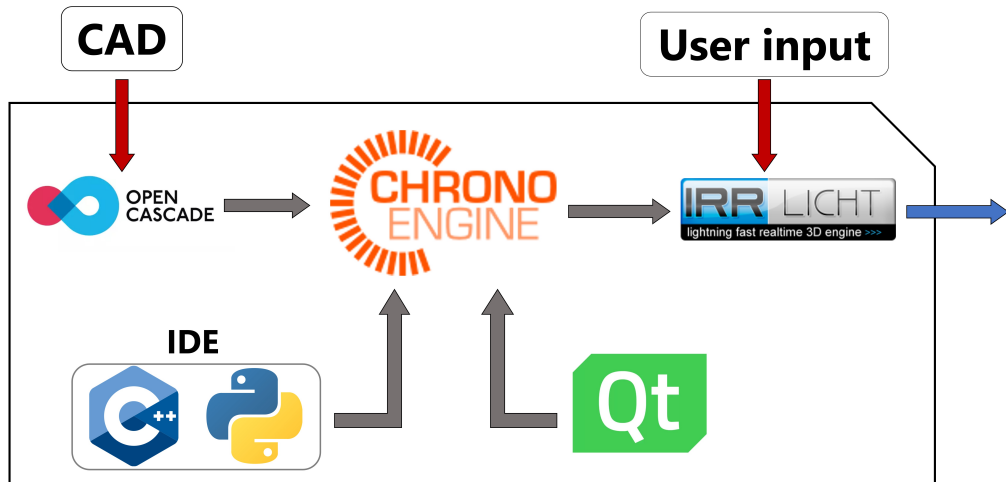 CAD
User input
OPEN
CASCADE
CHRONO
ENGINE
IRR LICHT
lightning fast realtime 3D engine >>>
IDE
C++
Qt